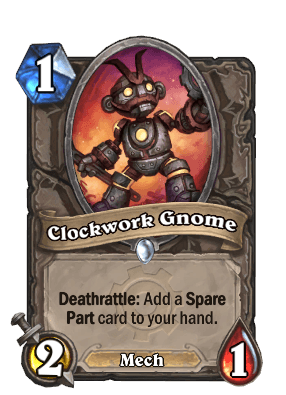 1
Clockwork Gnome
Deathrattle: Add a Spare
Part card to your hand.
2
Mech
1